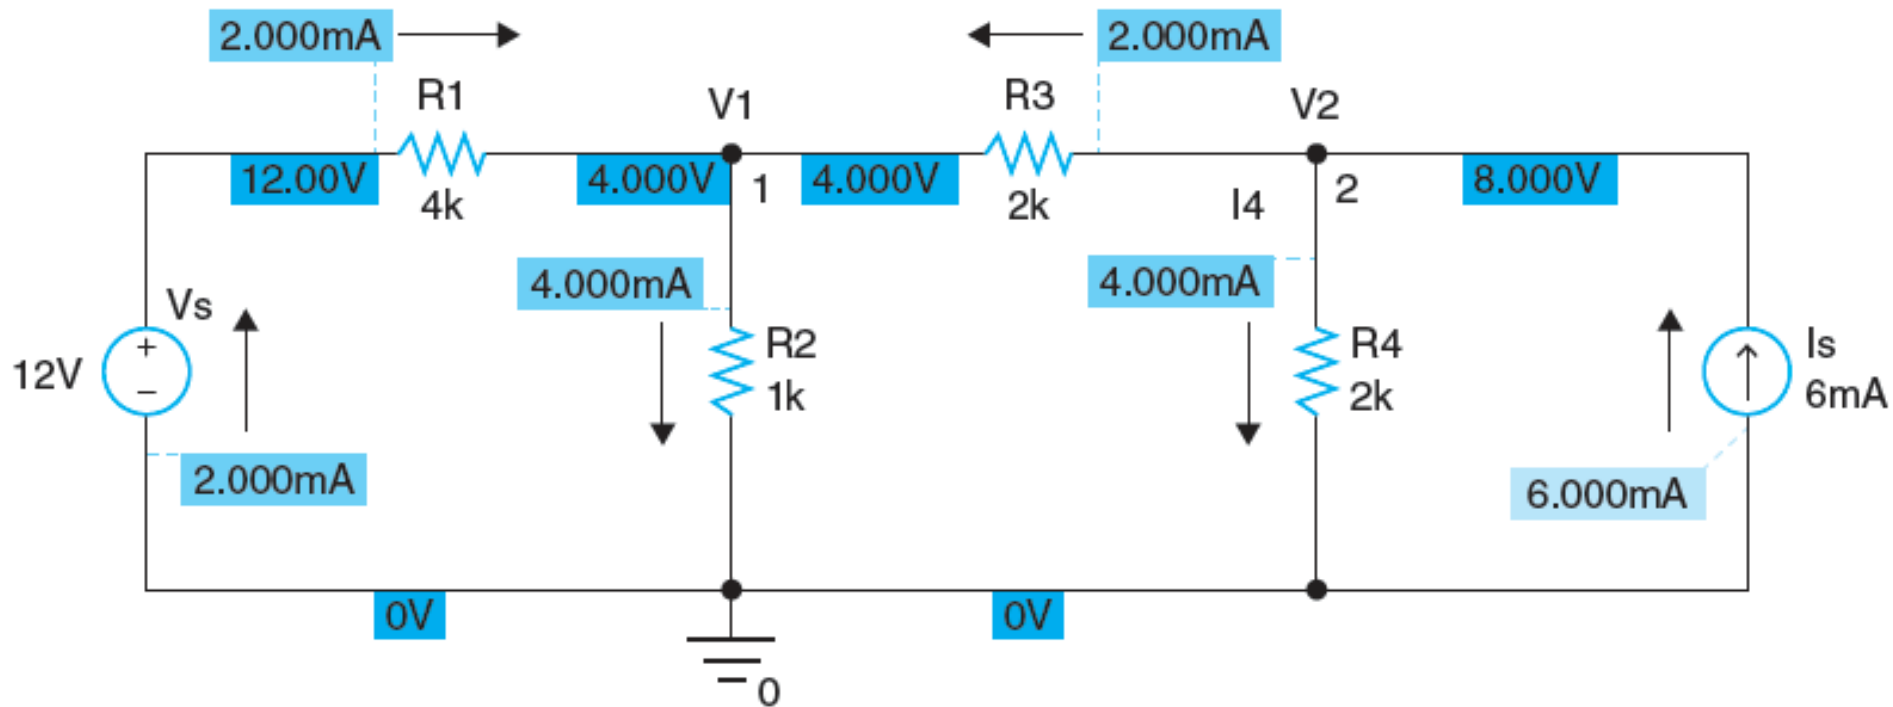 2.000mA
2.000mA
R1
V1
R3
V2
12.00V
4.000V
1
4.000V
I4
2
8.000V
4k
2k
4.000mA
4.000mA
Vs
R2
R4
Is
+
12V
−
1k
2k
6mA
2.000mA
6.000mA
0V
0V
0